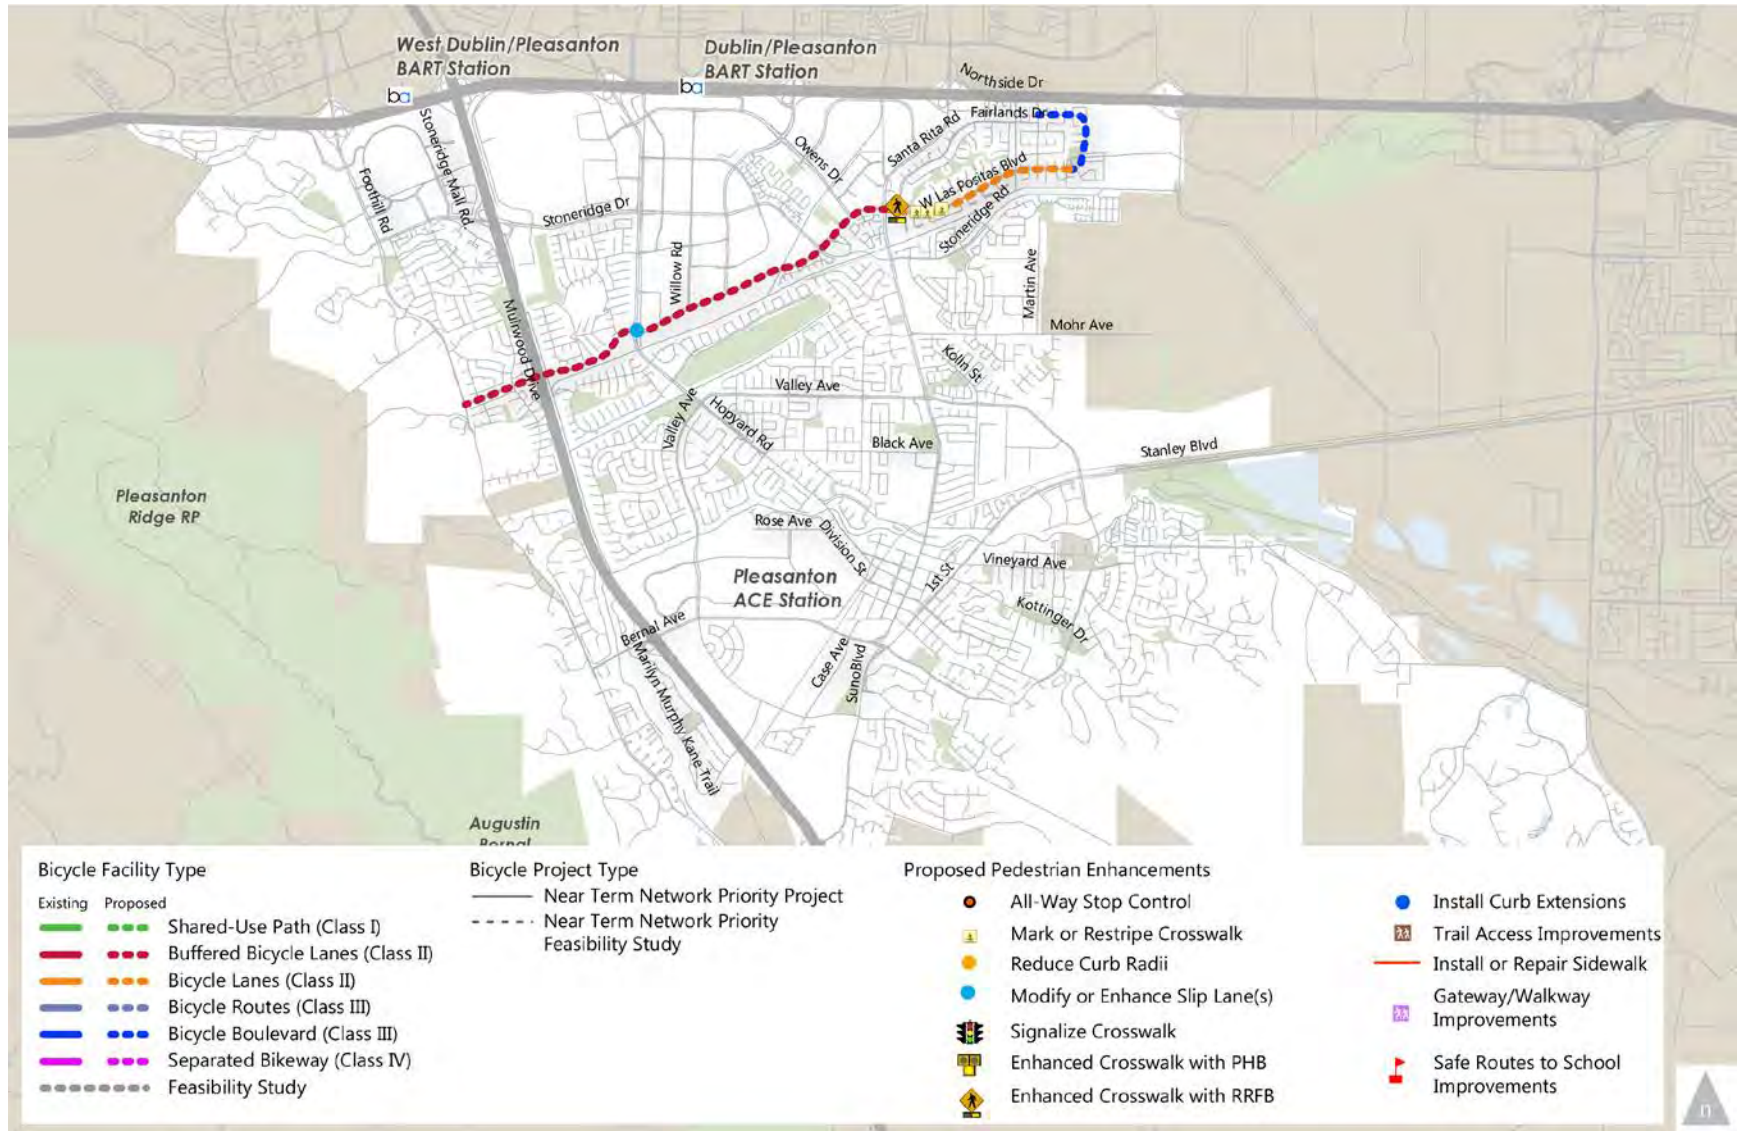 West Dublin/Pleasanton
BART Station
Dublin/Pleasanton
BART Station
ba
ba
Northside Dr
Fairlands Dr
Santa Rita Rd
Owens Dr
W Las Positas Blvd
Stoneridge Rd
Stoneridge Mall Rd.
Foothill Rd
Stoneridge Dr
Willow Rd
Martin Ave
Mohr Ave
Muirwood Drive
Kolln St
Valley Ave
Valley Ave
Hopyard Rd
Black Ave
Stanley Blvd
Pleasanton
Ridge RP
Rose Ave
Division St
Vineyard Ave
1st St
Pleasanton
ACE Station
Kottinger Dr
Bernal Ave
Case Ave
SunoBlvd
Marilyn Murphy Kane Trail
Augustin
Bernal
Bicycle Facility Type
Existing Proposed
Shared-Use Path (Class I)
Buffered Bicycle Lanes (Class II)
Bicycle Lanes (Class II)
Bicycle Routes (Class III)
Bicycle Boulevard (Class III)
Separated Bikeway (Class IV)
Feasibility Study
Bicycle Project Type
Near Term Network Priority Project
Near Term Network Priority
Feasibility Study
Proposed Pedestrian Enhancements
All-Way Stop Control
Mark or Restripe Crosswalk
Reduce Curb Radii
Modify or Enhance Slip Lane(s)
Signalize Crosswalk
Enhanced Crosswalk with PHB
Enhanced Crosswalk with RRFB
Install Curb Extensions
Trail Access Improvements
Install or Repair Sidewalk
Gateway/Walkway
Improvements
Safe Routes to School
Improvements
n